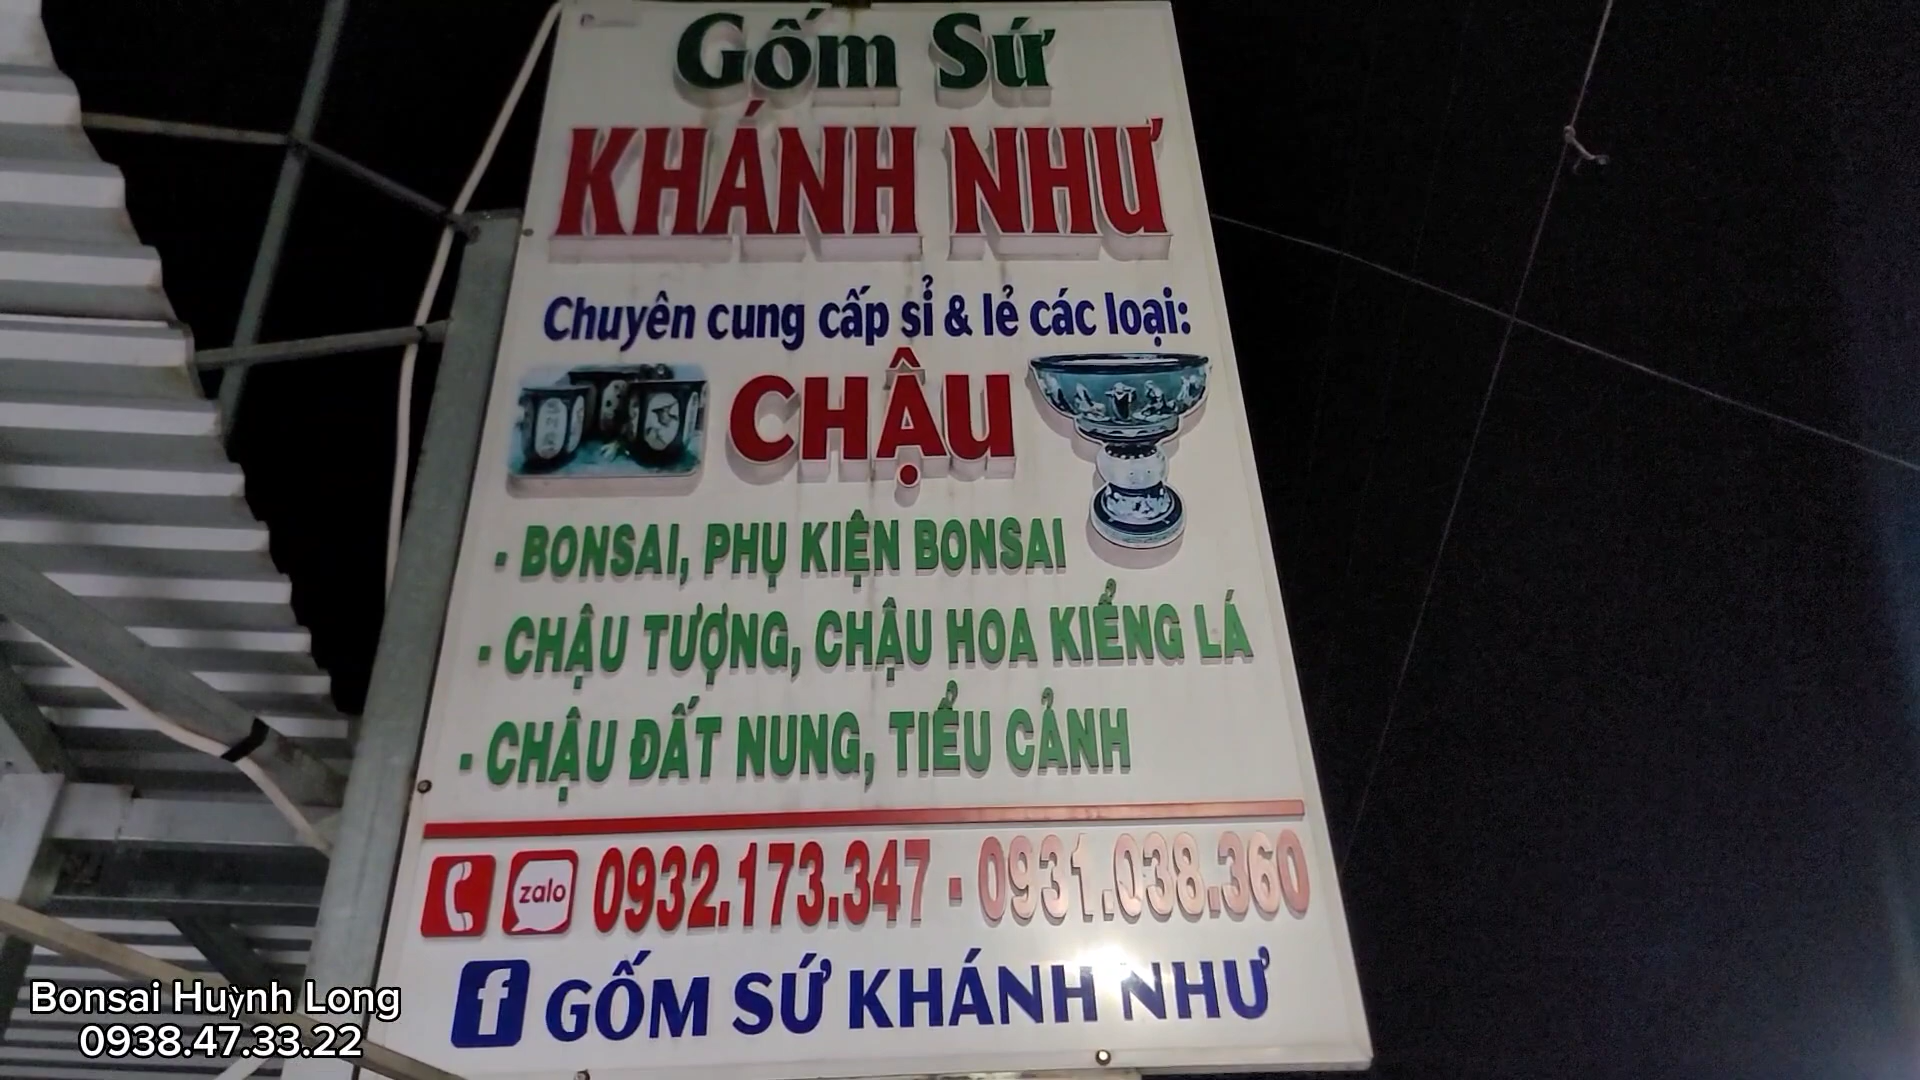 Gốm Sứ
KHÁNH NHƯ
Chuyên cung cấp sỉ & lẻ các loại:
CHẬU
- BONSAI, PHỤ KIỆN BONSAI
- CHẬU TƯỢNG, CHẬU HOA KIỂNG LÁ
- CHẬU ĐẤT NUNG, TIỂU CẢNH
zalo 0932.173.347 - 0931.038.360
f GỐM SỨ KHÁNH NHƯ
Bonsai Huỳnh Long
0938.47.33.22